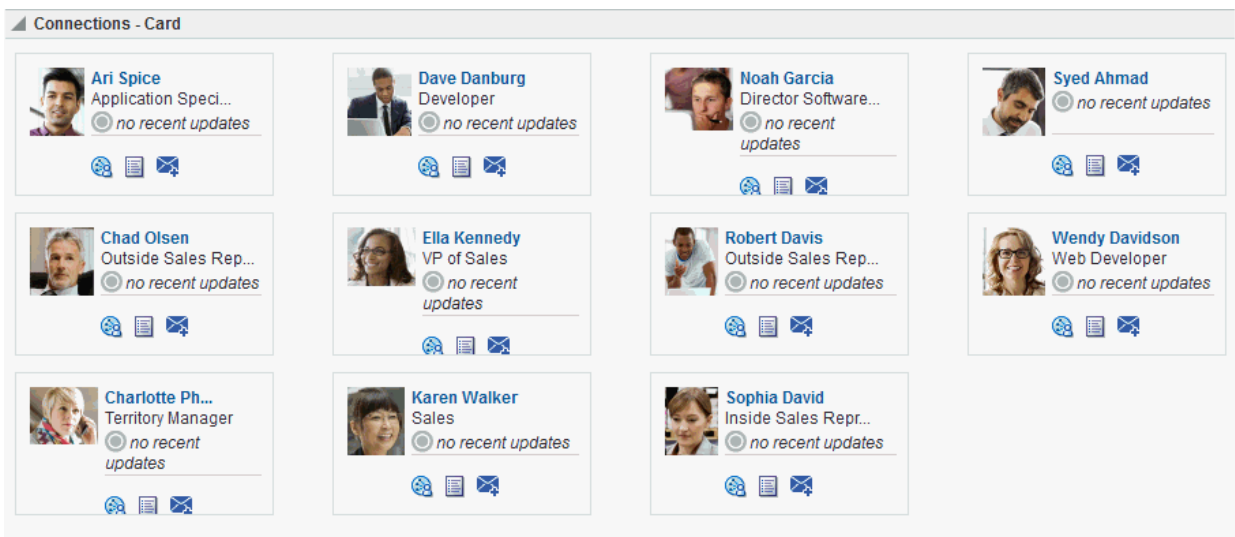 Connections - Card
Ari Spice
Application Speci...
no recent updates
Dave Danburg
Developer
no recent updates
Noah Garcia
Director Software...
no recent
updates
Syed Ahmad
no recent updates
Chad Olsen
Outside Sales Rep...
no recent updates
Ella Kennedy
VP of Sales
no recent
updates
Robert Davis
Outside Sales Rep...
no recent updates
Wendy Davidson
Web Developer
no recent updates
Charlotte Ph...
Territory Manager
no recent
updates
Karen Walker
Sales
no recent updates
Sophia David
Inside Sales Repr...
no recent updates